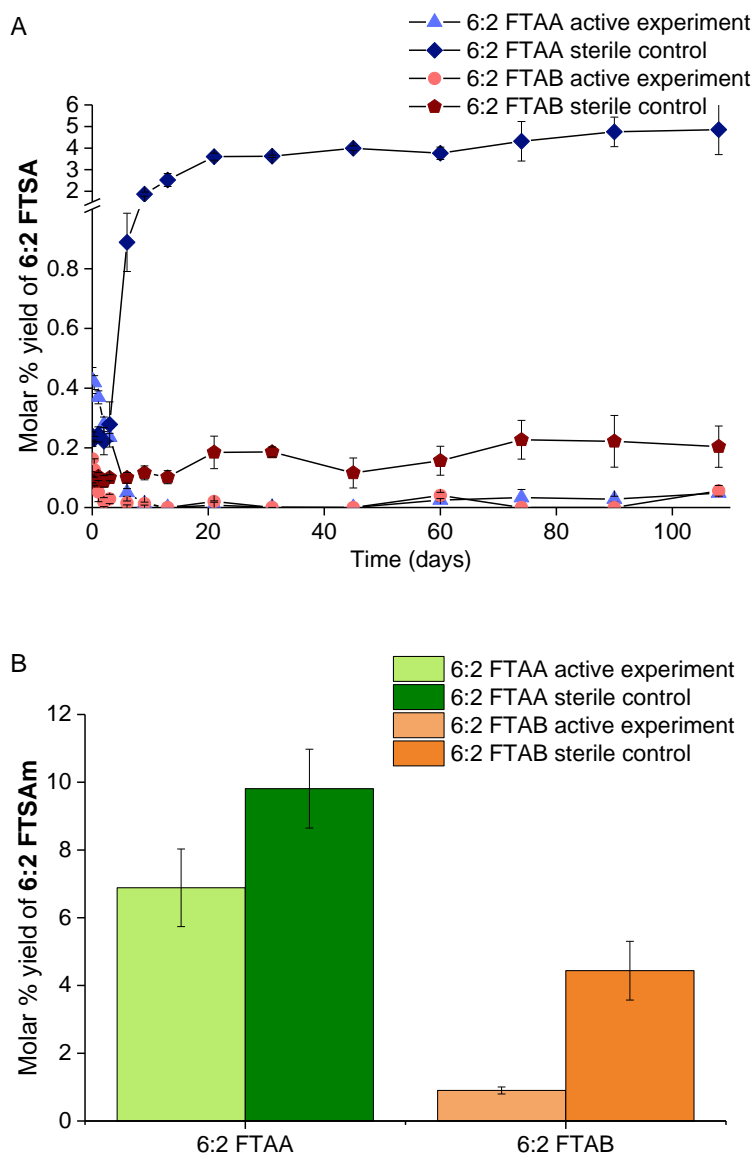 A
6:2 FTAA active experiment
6:2 FTAA sterile control
6:2 FTAB active experiment
6:2 FTAB sterile control
Molar % yield of 6:2 FTSA
6
5
4
3
2
0.8
0.6
0.4
0.2
0.0
0 20 40 60 80 100
Time (days)
B
6:2 FTAA active experiment
6:2 FTAA sterile control
6:2 FTAB active experiment
6:2 FTAB sterile control
Molar % yield of 6:2 FTSAm
12
10
8
6
4
2
0
6:2 FTAA 6:2 FTAB